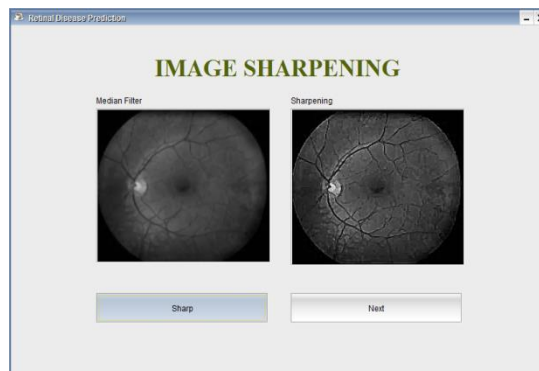 Retinal Disease Prediction
IMAGE SHARPENING
Median Filter
Sharpening
Sharp
Next